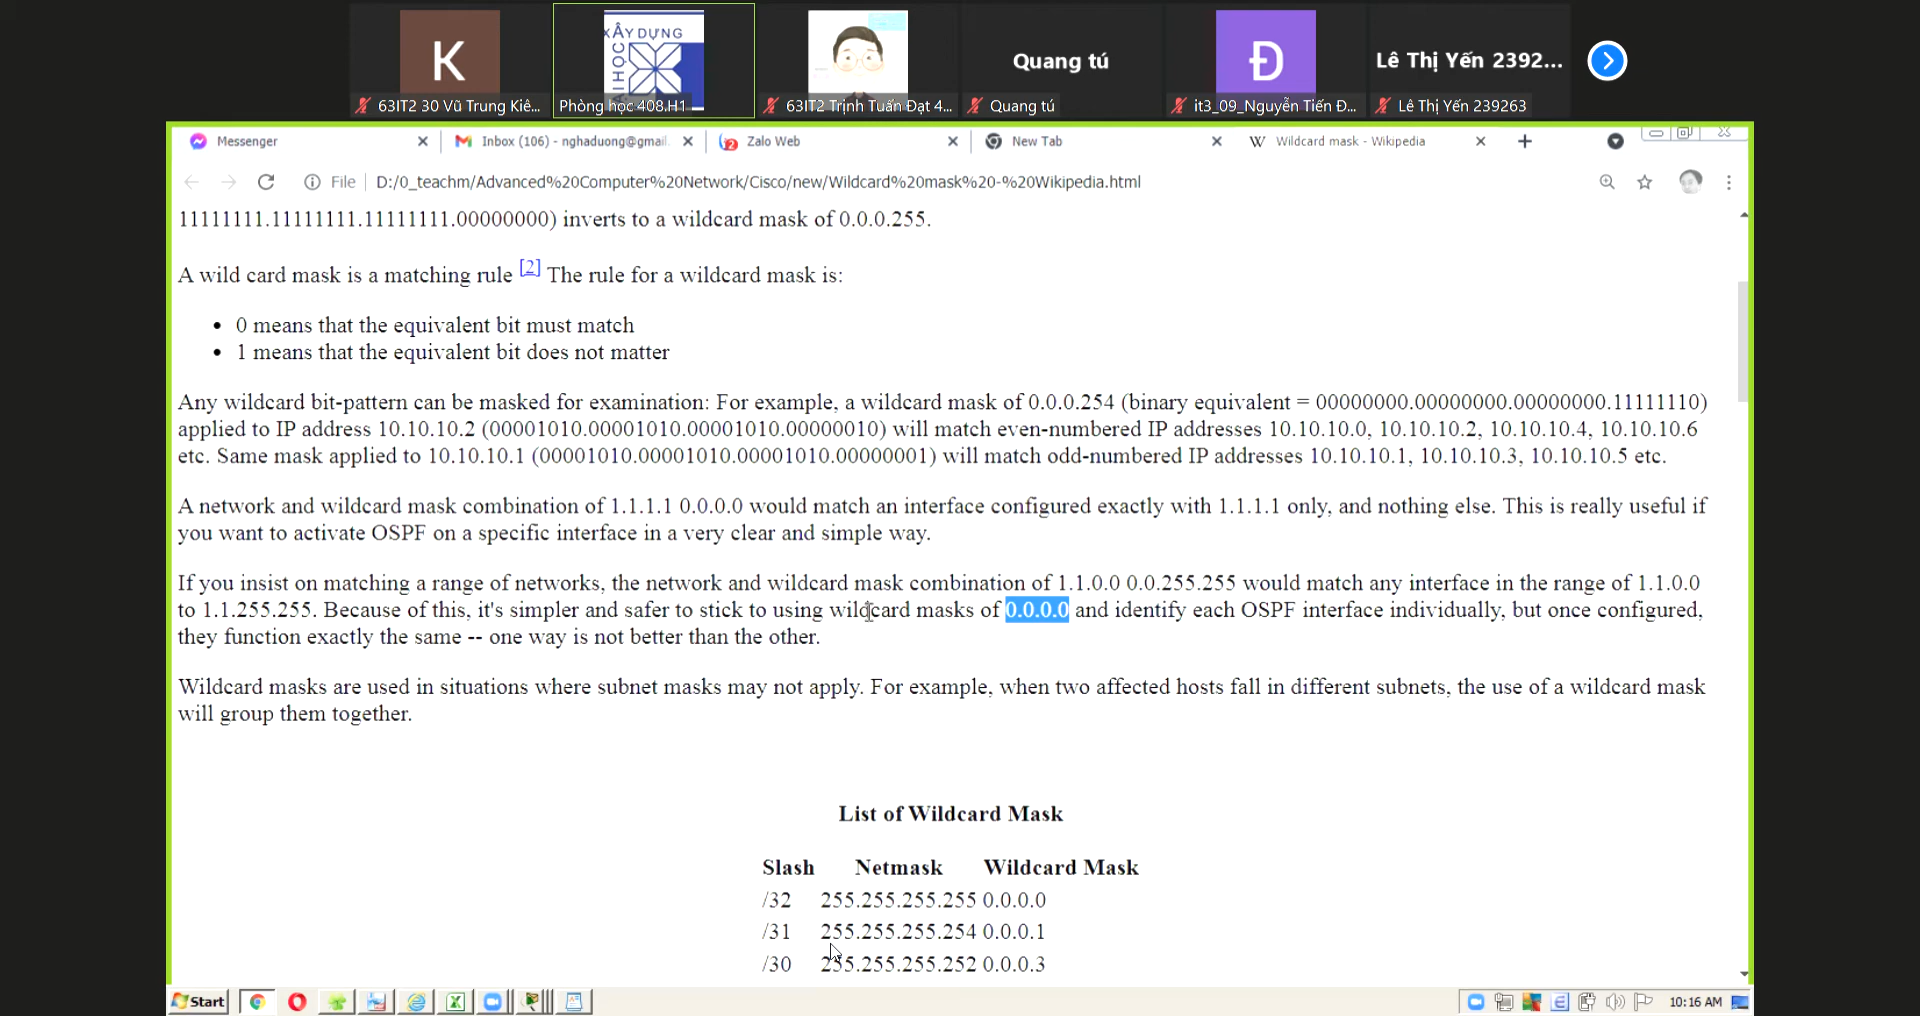 K
XÂY DỰNG
I HỌC
Quang tú
Đ
Lê Thị Yến 2392...
63IT2 30 Vũ Trung Kiê...
Phòng học 408.H1
63IT2 Trịnh Tuấn Đạt 4...
Quang tú
it3_09_Nguyễn Tiến Đ...
Lê Thị Yến 239263
Messenger
Inbox (106) - nghaduong@gmail.
2
Zalo Web
New Tab
W Wildcard mask - Wikipedia
File
D:/0_teachm/Advanced%20Computer%20Network/Cisco/new/Wildcard%20mask%20-%20Wikipedia.html
11111111.11111111.11111111.00000000) inverts to a wildcard mask of 0.0.0.255.
A wild card mask is a matching rule [2] The rule for a wildcard mask is:
• 0 means that the equivalent bit must match
• 1 means that the equivalent bit does not matter
Any wildcard bit-pattern can be masked for examination: For example, a wildcard mask of 0.0.0.254 (binary equivalent = 00000000.00000000.00000000.11111110)
applied to IP address 10.10.10.2 (00001010.00001010.00001010.00000010) will match even-numbered IP addresses 10.10.10.0, 10.10.10.2, 10.10.10.4, 10.10.10.6
etc. Same mask applied to 10.10.10.1 (00001010.00001010.00001010.00000001) will match odd-numbered IP addresses 10.10.10.1, 10.10.10.3, 10.10.10.5 etc.
A network and wildcard mask combination of 1.1.1.1 0.0.0.0 would match an interface configured exactly with 1.1.1.1 only, and nothing else. This is really useful if
you want to activate OSPF on a specific interface in a very clear and simple way.
If you insist on matching a range of networks, the network and wildcard mask combination of 1.1.0.0 0.0.255.255 would match any interface in the range of 1.1.0.0
to 1.1.255.255. Because of this, it's simpler and safer to stick to using wildcard masks of 0.0.0.0 and identify each OSPF interface individually, but once configured,
they function exactly the same -- one way is not better than the other.
Wildcard masks are used in situations where subnet masks may not apply. For example, when two affected hosts fall in different subnets, the use of a wildcard mask
will group them together.
List of Wildcard Mask
Slash Netmask Wildcard Mask
/32 255.255.255.255 0.0.0.0
/31 255.255.255.254 0.0.0.1
/30 255.255.255.252 0.0.0.3
Start
10:16 AM